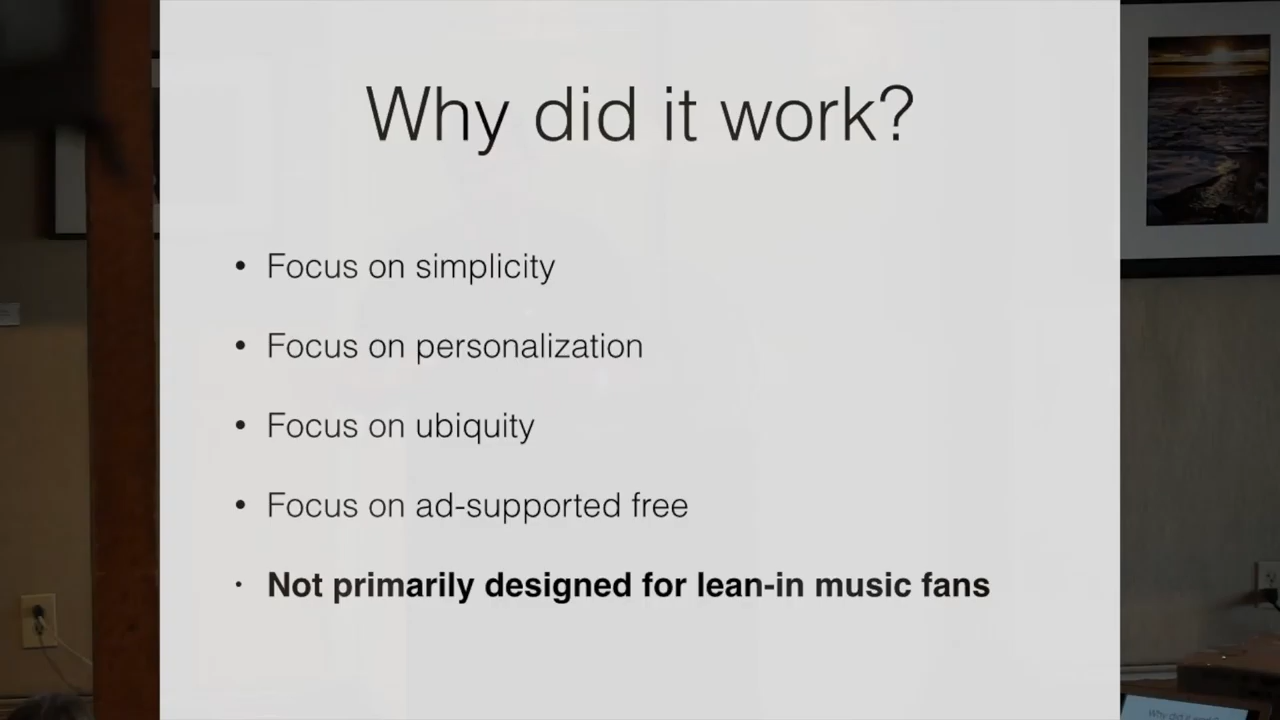 Why did it work?
• Focus on simplicity
• Focus on personalization
• Focus on ubiquity
• Focus on ad-supported free
• Not primarily designed for lean-in music fans